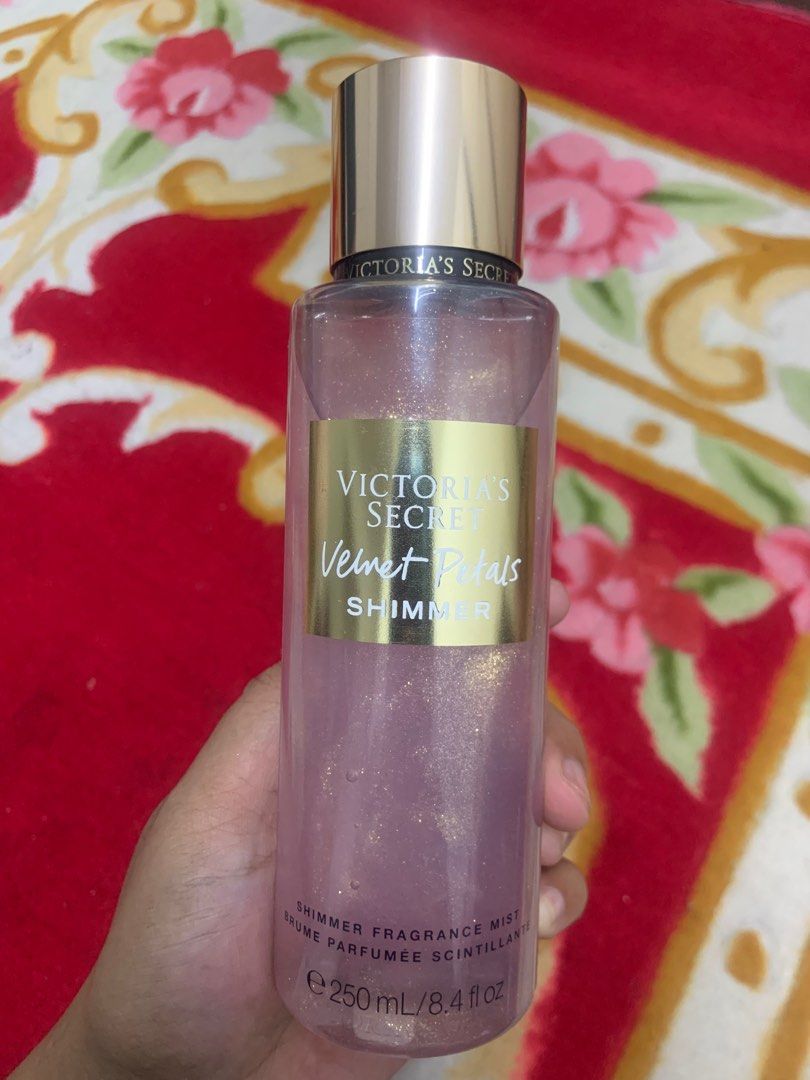 VICTORIA'S SECRET
VICTORIA'S
SECRET
Velvet Petals
SHIMMER
SHIMMER FRAGRANCE MIST
BRUME PARFUMÉE SCINTILLANTE
℮ 250 mL/8.4 fl oz